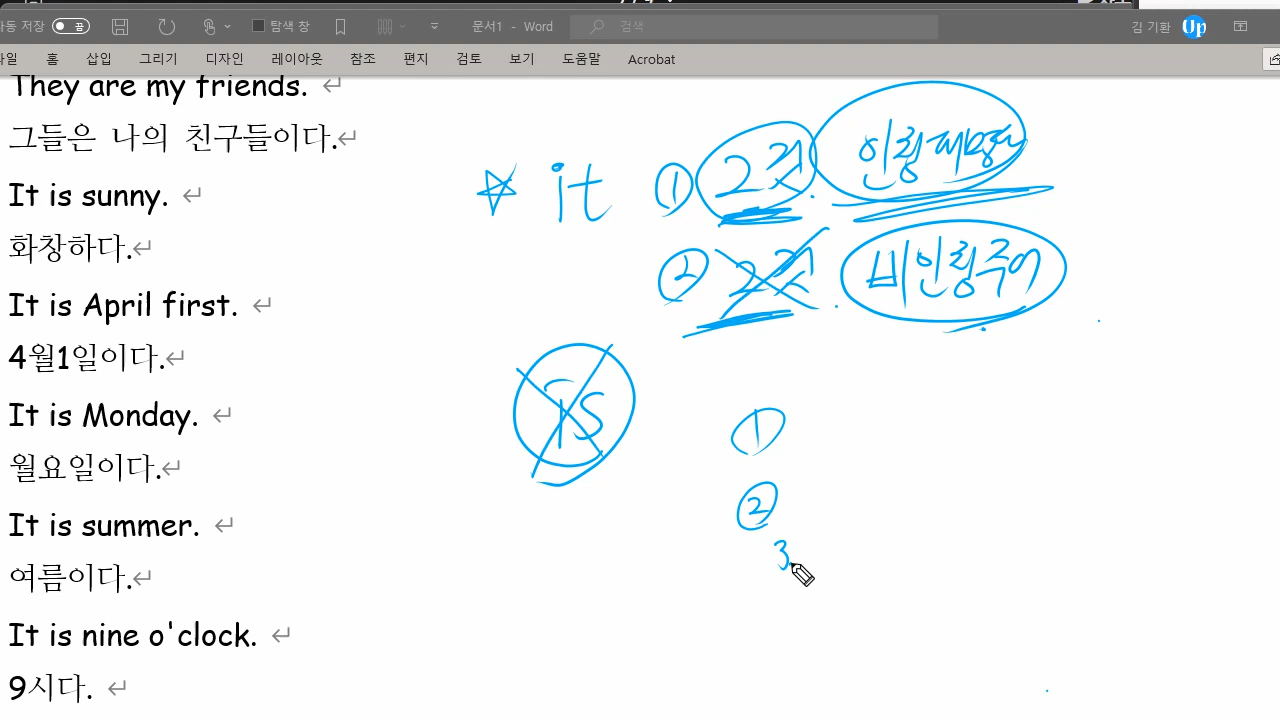 자동 저장 끔 탐색 창 문서1 - Word 검색 김 기환 Up
파일 홈 삽입 그리기 디자인 레이아웃 참조 편지 검토 보기 도움말 Acrobat
They are my friends.
그들은 나의 친구들이다.
It is sunny.
화창하다.
It is April first.
4월1일이다.
It is Monday.
월요일이다.
It is summer.
여름이다.
It is nine o'clock.
9시다.
☆ it ① 그것. 인칭대명사
② 그것. 비인칭주어
is
①
②
3